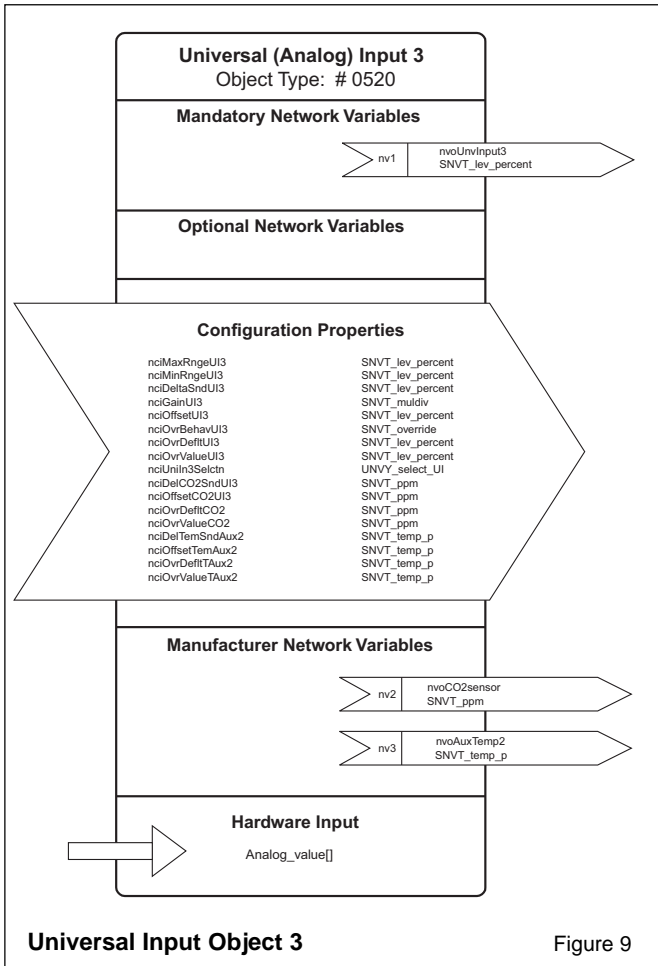 Universal (Analog) Input 3
Object Type: # 0520
Mandatory Network Variables
nv1
nvoUnvInput3
SNVT_lev_percent
Optional Network Variables
Configuration Properties
nciMaxRngeUI3 SNVT_lev_percent
nciMinRngeUI3 SNVT_lev_percent
nciDeltaSndUI3 SNVT_lev_percent
nciGainUI3 SNVT_muldiv
nciOffsetUI3 SNVT_lev_percent
nciOvrBehavUI3 SNVT_override
nciOvrDefltUI3 SNVT_lev_percent
nciOvrValueUI3 SNVT_lev_percent
nciUniIn3Selctn UNVY_select_UI
nciDelCO2SndUI3 SNVT_ppm
nciOffsetCO2UI3 SNVT_ppm
nciOvrDefltCO2 SNVT_ppm
nciOvrValueCO2 SNVT_ppm
nciDelTemSndAux2 SNVT_temp_p
nciOffsetTemAux2 SNVT_temp_p
nciOvrDefltTAux2 SNVT_temp_p
nciOvrValueTAux2 SNVT_temp_p
Manufacturer Network Variables
nv2
nvoCO2sensor
SNVT_ppm
nv3
nvoAuxTemp2
SNVT_temp_p
Hardware Input
Analog_value[]
Universal Input Object 3 Figure 9